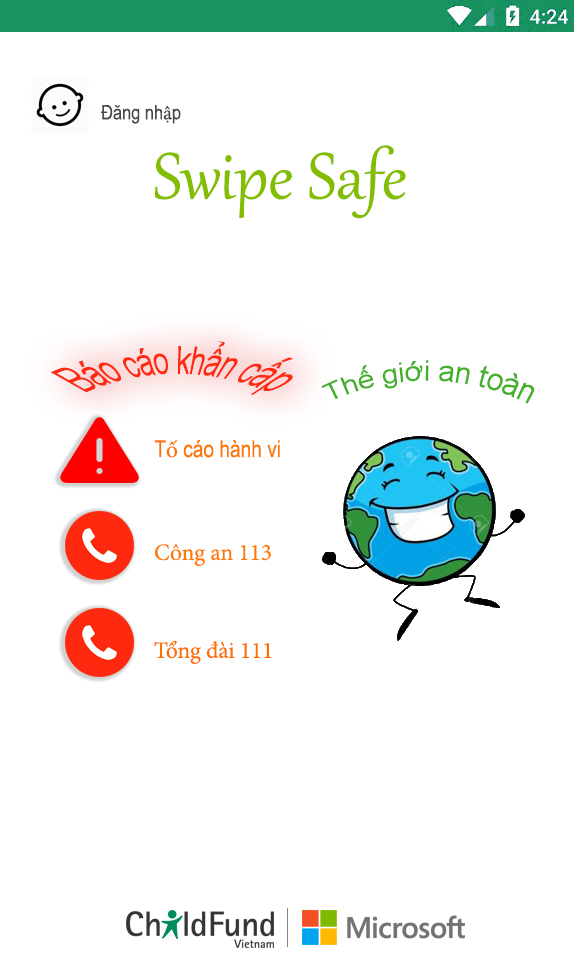 4:24
Đăng nhập
Swipe Safe
Báo cáo khẩn cấp
Thế giới an toàn
Tố cáo hành vi
Công an 113
Tổng đài 111
ChildFund
Vietnam
Microsoft